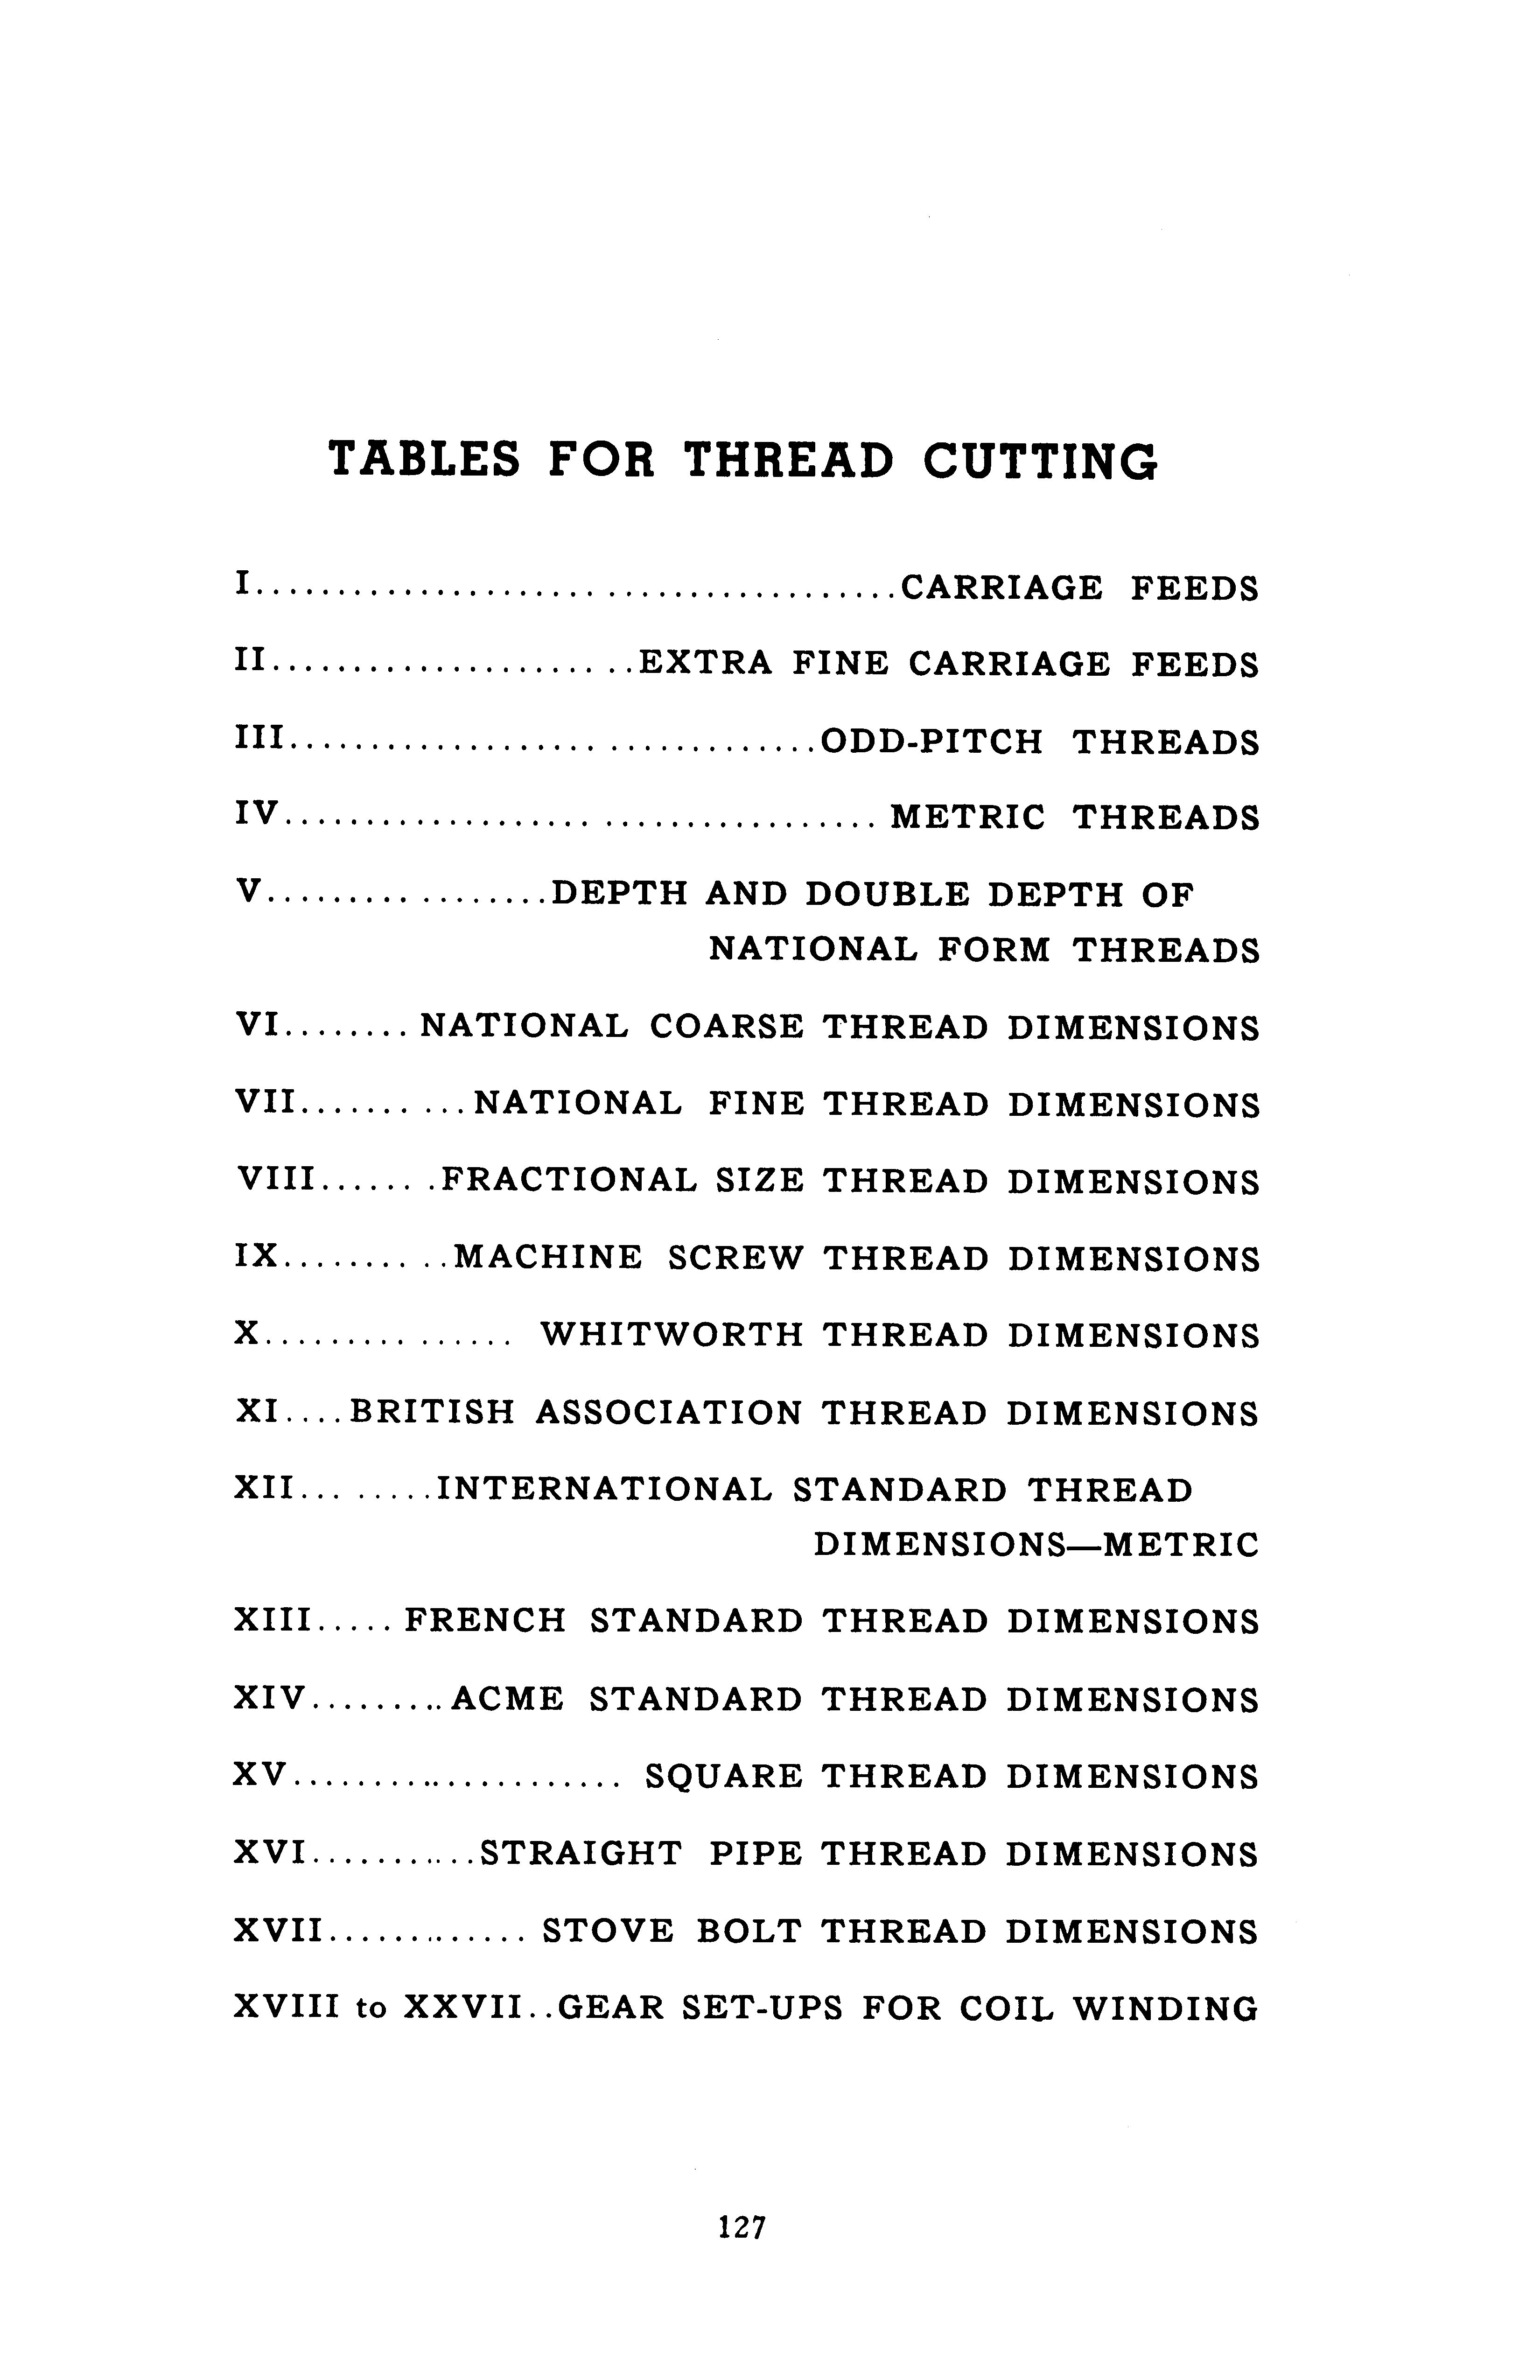 TABLES FOR THREAD CUTTING
I........................................CARRIAGE FEEDS
II......................EXTRA FINE CARRIAGE FEEDS
III................................ODD-PITCH THREADS
IV.................................... METRIC THREADS
V.................DEPTH AND DOUBLE DEPTH OF
NATIONAL FORM THREADS
VI........ NATIONAL COARSE THREAD DIMENSIONS
VII..........NATIONAL FINE THREAD DIMENSIONS
VIII.......FRACTIONAL SIZE THREAD DIMENSIONS
IX..........MACHINE SCREW THREAD DIMENSIONS
X.............. WHITWORTH THREAD DIMENSIONS
XI....BRITISH ASSOCIATION THREAD DIMENSIONS
XII........INTERNATIONAL STANDARD THREAD
DIMENSIONS—METRIC
XIII..... FRENCH STANDARD THREAD DIMENSIONS
XIV.........ACME STANDARD THREAD DIMENSIONS
XV..................... SQUARE THREAD DIMENSIONS
XVI...........STRAIGHT PIPE THREAD DIMENSIONS
XVII............. STOVE BOLT THREAD DIMENSIONS
XVIII to XXVII..GEAR SET-UPS FOR COIL WINDING
127